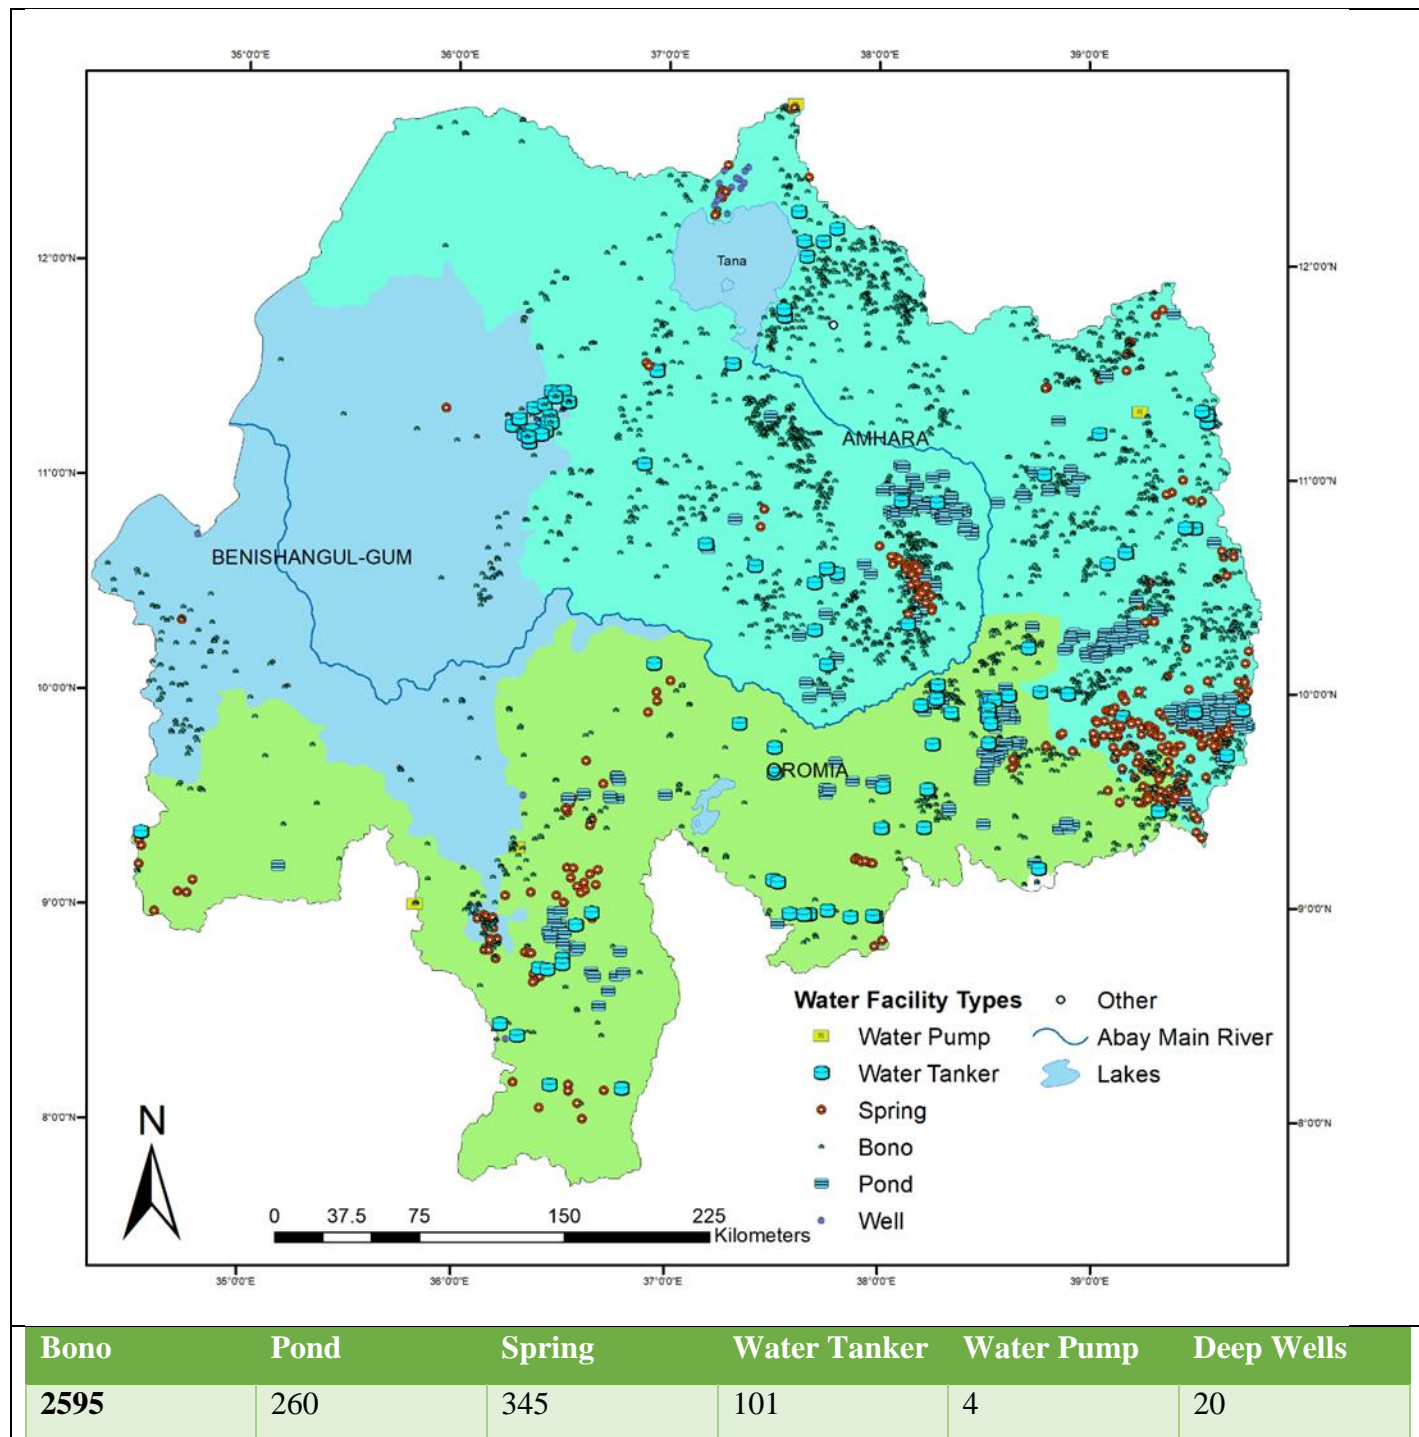 35°0'0"E 36°0'0"E 37°0'0"E 38°0'0"E 39°0'0"E
12°0'0"N Tana 12°0'0"N
AMHARA
11°0'0"N 11°0'0"N
BENISHANGUL-GUM
10°0'0"N 10°0'0"N
OROMIA
9°0'0"N 9°0'0"N
Water Facility Types Other
Water Pump Abay Main River
Water Tanker Lakes
Spring
8°0'0"N 8°0'0"N
N
Bono
Pond
Well
0 37.5 75 150 225
Kilometers
35°0'0"E 36°0'0"E 37°0'0"E 38°0'0"E 39°0'0"E
Bono Pond Spring Water Tanker Water Pump Deep Wells
2595 260 345 101 4 20